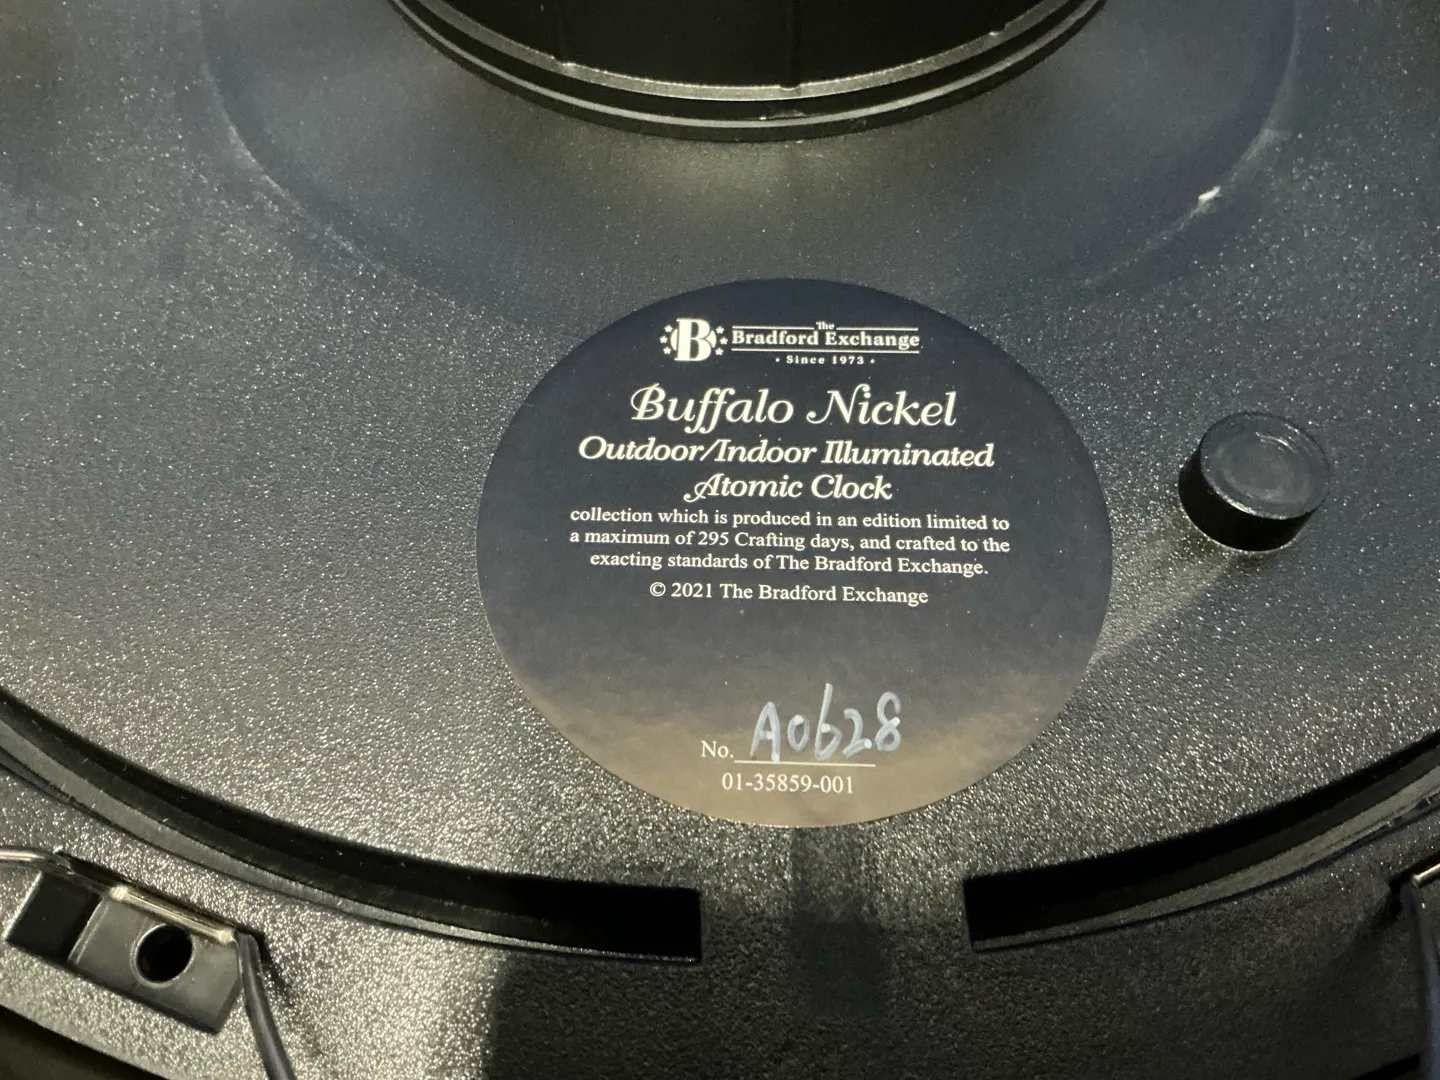 B The
Bradford Exchange
• Since 1973 •
Buffalo Nickel
Outdoor/Indoor Illuminated
Atomic Clock
collection which is produced in an edition limited to
a maximum of 295 Crafting days, and crafted to the
exacting standards of The Bradford Exchange.
© 2021 The Bradford Exchange
No. A0628
01-35859-001